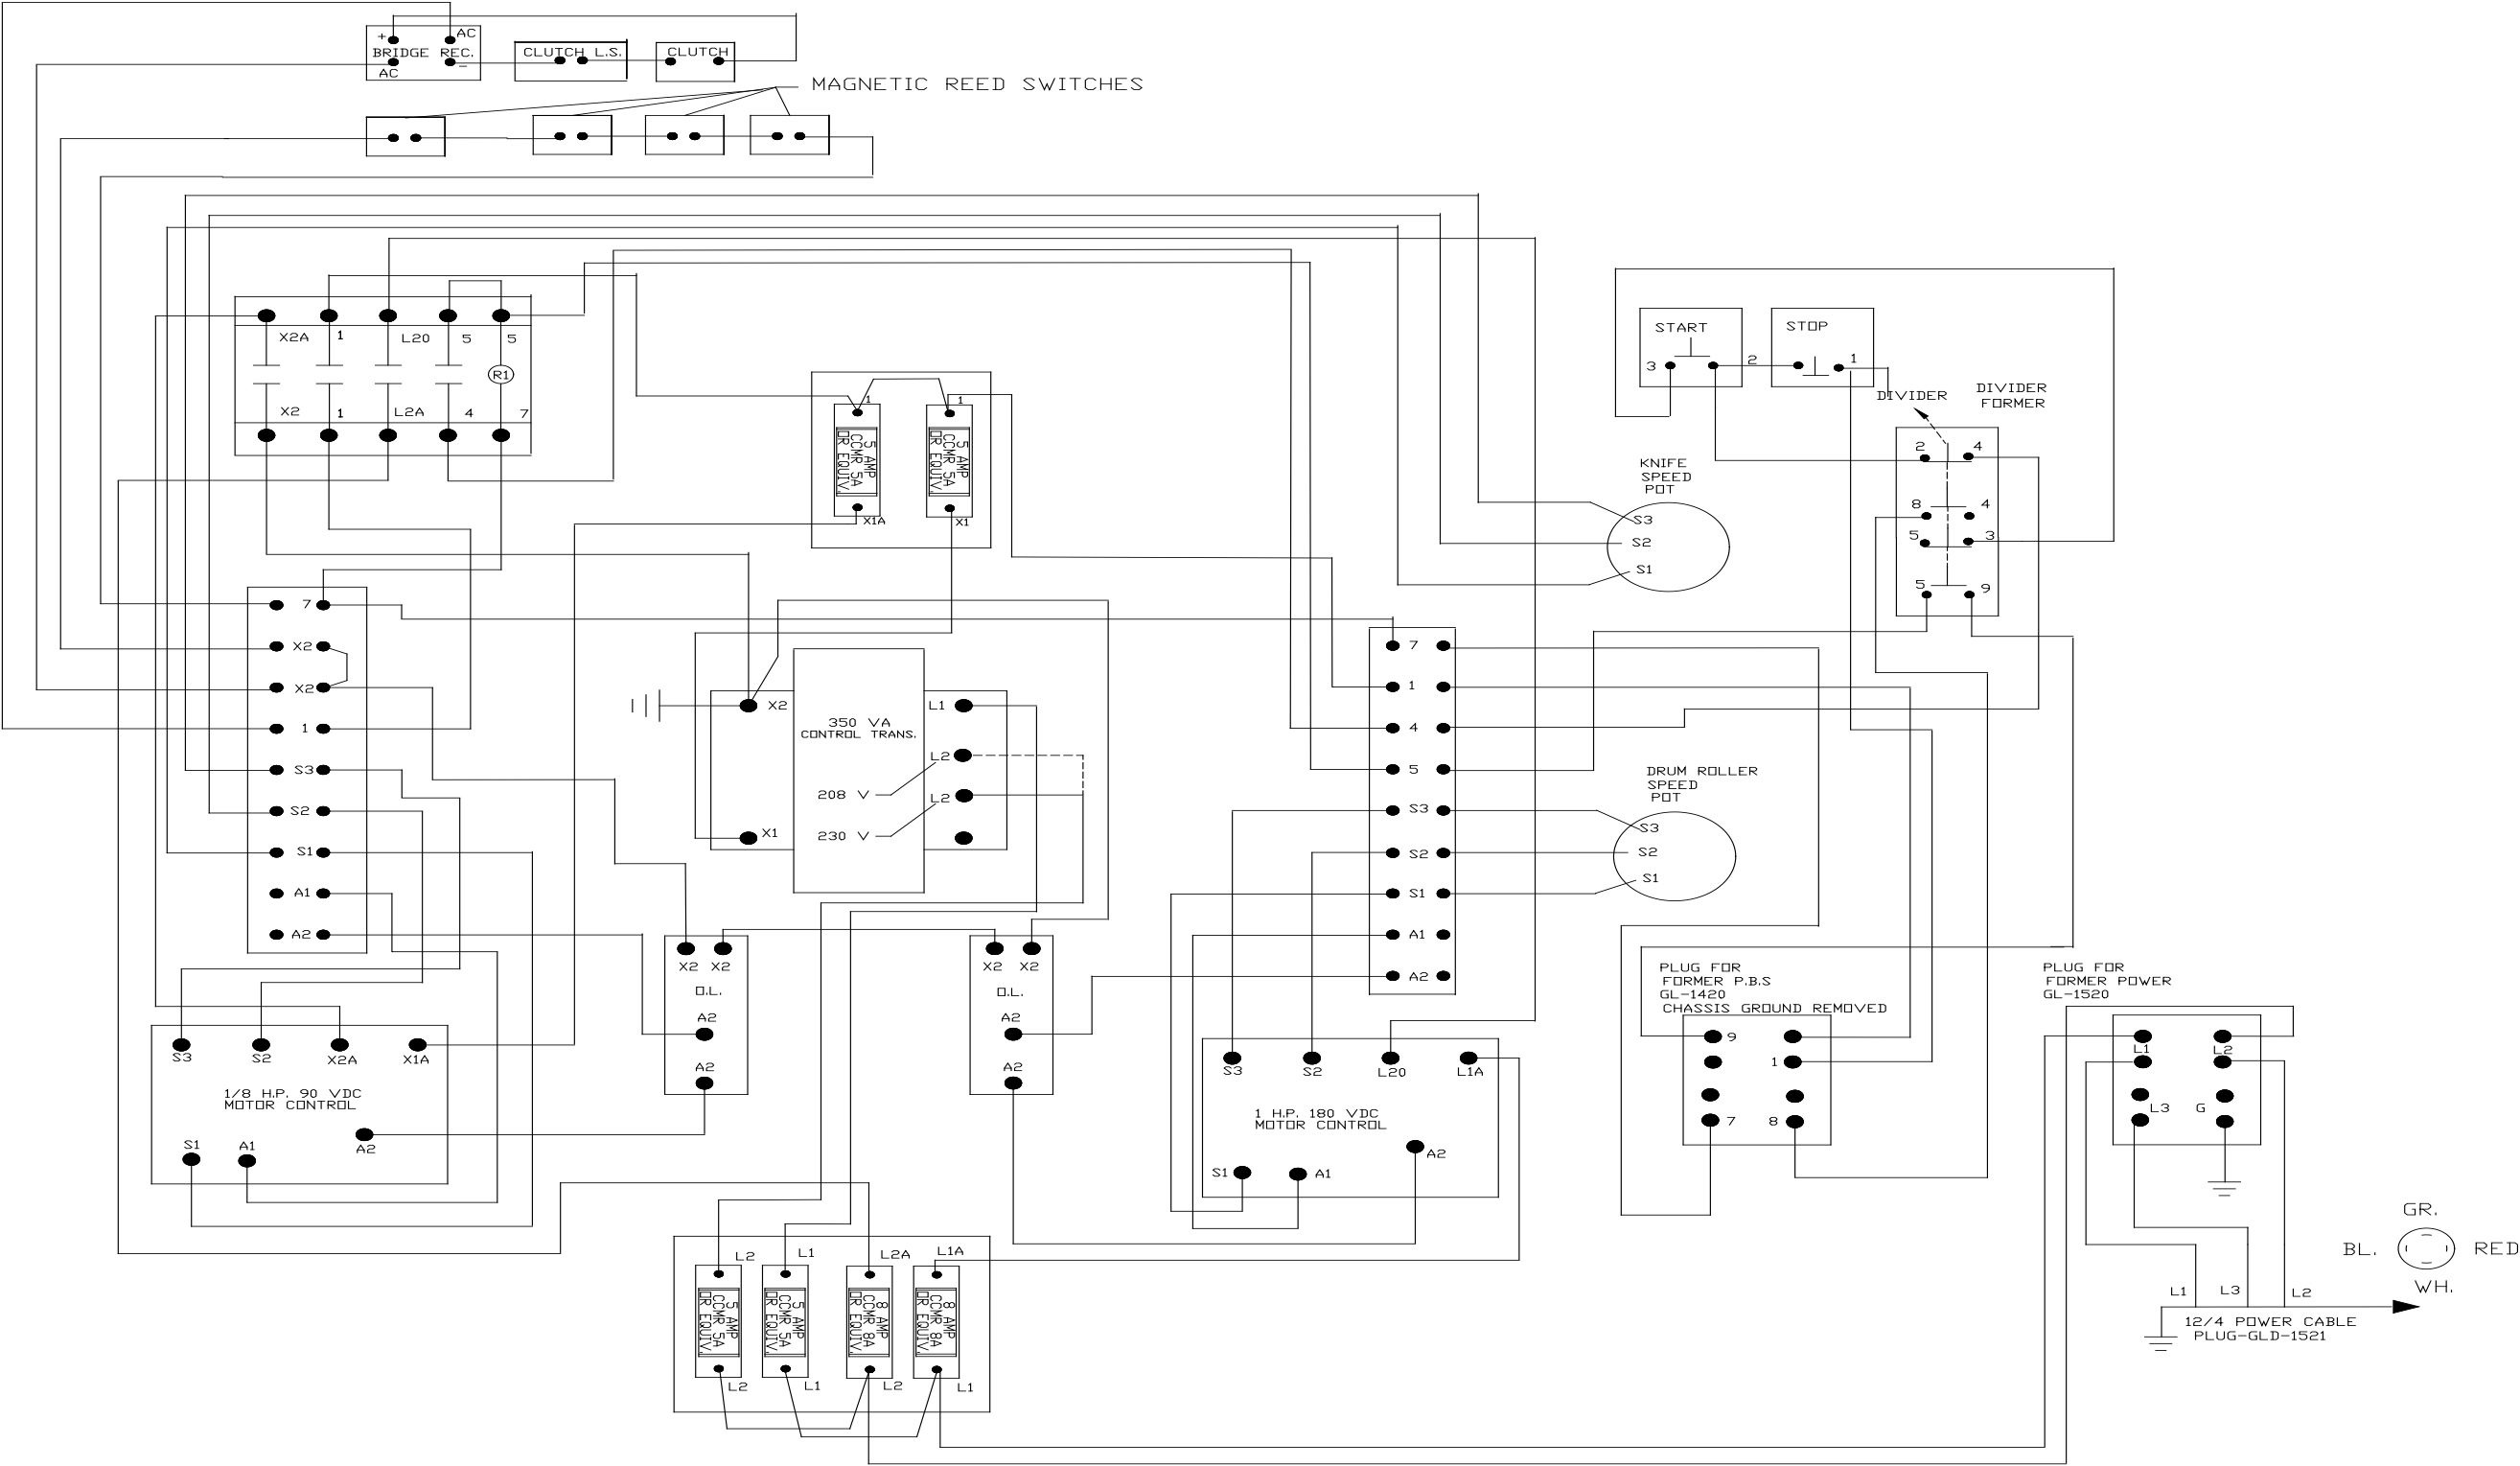 + AC
BRIDGE REC.
AC –
CLUTCH L.S.
CLUTCH
MAGNETIC REED SWITCHES
X2A 1 L20 5 5
R1
X2 1 L2A 4 7
1 1
5 AMP
CCMR 5A
OR EQUIV.
5 AMP
CCMR 5A
OR EQUIV.
X1A X1
START
3
2
STOP
1
DIVIDER
DIVIDER
FORMER
2 4
8 4
5 3
5 9
KNIFE
SPEED
POT
S3
S2
S1
7
X2
X2
1
S3
S2
S1
A1
A2
X2
X1
350 VA
CONTROL TRANS.
208 V
230 V
L1
L2
L2
7
1
4
5
S3
S2
S1
A1
A2
DRUM ROLLER
SPEED
POT
S3
S2
S1
X2 X2
O.L.
A2
A2
X2 X2
O.L.
A2
A2
S3 S2 X2A X1A
1/8 H.P. 90 VDC
MOTOR CONTROL
S1 A1 A2
S3 S2 L20 L1A
1 H.P. 180 VDC
MOTOR CONTROL
S1 A1 A2
PLUG FOR
FORMER P.B.S
GL-1420
CHASSIS GROUND REMOVED
9
1
7 8
PLUG FOR
FORMER POWER
GL-1520
L1 L2
L3 G
L2 L1 L2A L1A
5 AMP
CCMR 5A
OR EQUIV.
5 AMP
CCMR 5A
OR EQUIV.
8 AMP
CCMR 8A
OR EQUIV.
8 AMP
CCMR 8A
OR EQUIV.
L2 L1 L2 L1
GR.
BL. RED
WH.
L1 L3 L2
12/4 POWER CABLE
PLUG-GLD-1521